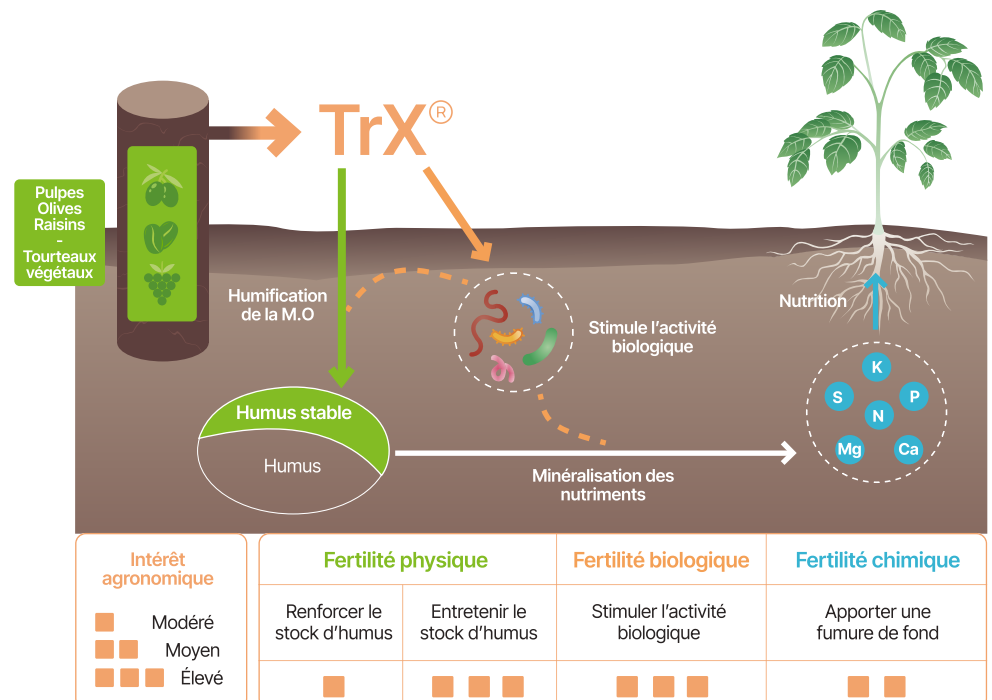 TrX®
Pulpes
Olives
Raisins
-
Tourteaux
végétaux
Humification
de la M.O
Stimule l'activité
biologique
Nutrition
K
S
P
N
Mg
Ca
Humus stable
Humus
Minéralisation des
nutriments
Intérêt
agronomique
Modéré
Moyen
Élevé
Fertilité physique
Fertilité biologique
Fertilité chimique
Renforcer le
stock d'humus
Entretenir le
stock d'humus
Stimuler l'activité
biologique
Apporter une
fumure de fond